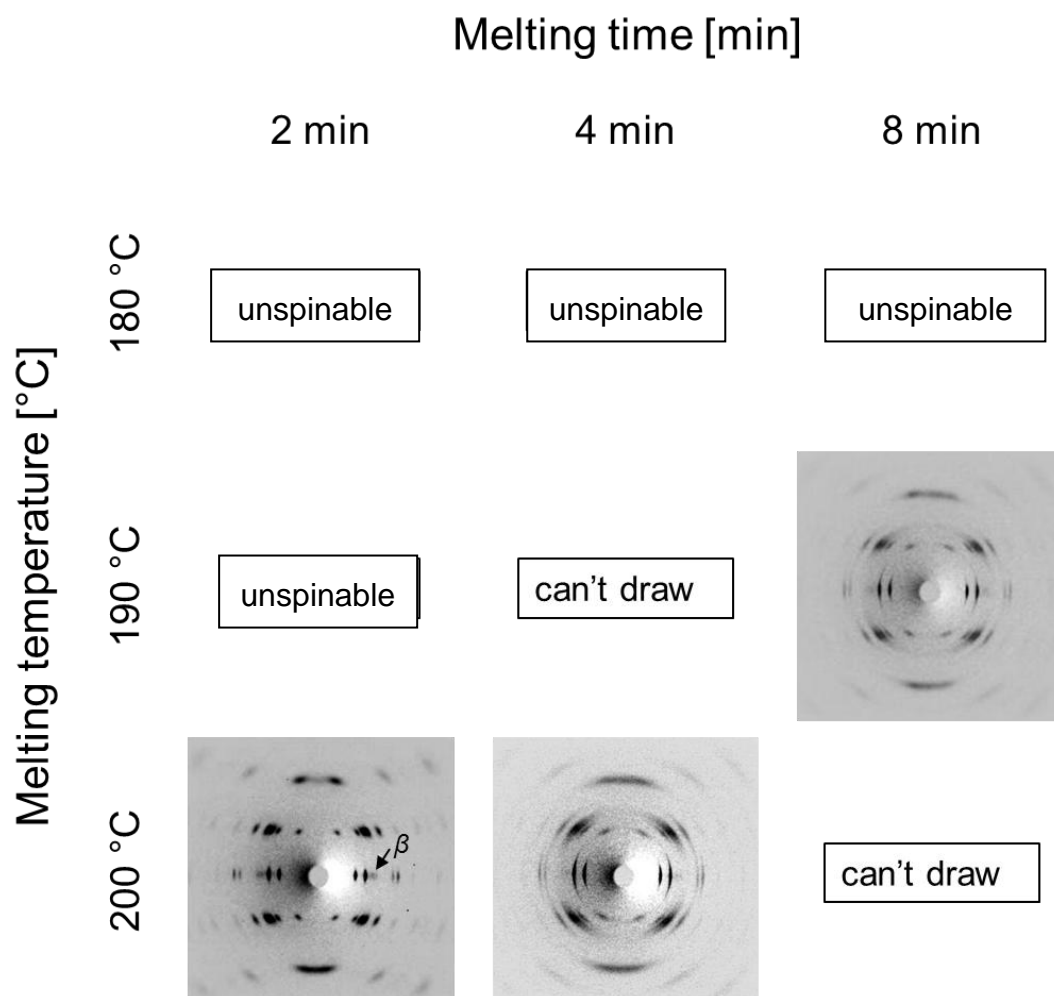 Melting time [min]
2 min
4 min
8 min
Melting temperature [°C]
180 °C
unspinable
unspinable
unspinable
190 °C
unspinable
can't draw
200 °C
β
can't draw